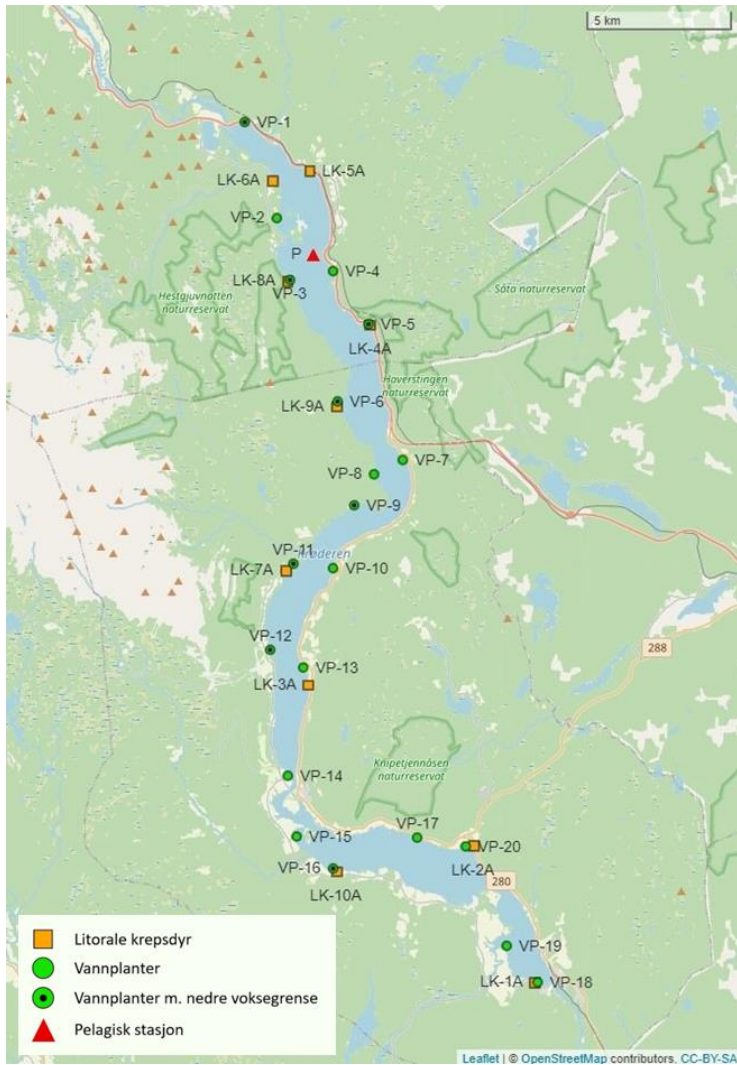 5 km
VP-1
LK-5A
LK-6A
VP-2
P
VP-4
LK-8A
VP-3
Hestgjuvnatten
naturreservat
Såta naturreservat
VP-5
LK-4A
Haverstingen
naturreservat
VP-6
LK-9A
VP-7
VP-8
VP-9
VP-11
Krøderen
LK-7A
VP-10
VP-12
288
VP-13
LK-3A
Knipetjennåsen
naturreservat
VP-14
VP-15
VP-17
VP-20
VP-16
LK-2A
LK-10A
280
VP-19
LK-1A
VP-18
Litorale krepsdyr
Vannplanter
Vannplanter m. nedre voksegrense
Pelagisk stasjon
Leaflet | © OpenStreetMap contributors, CC-BY-SA